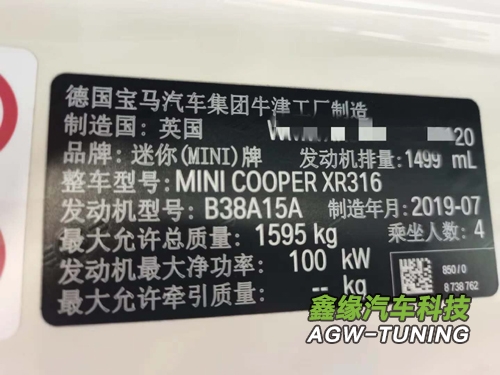 德国宝马汽车集团牛津工厂制造
制造国: 英国 20
品牌: 迷你(MINI)牌 发动机排量: 1499 mL
整车型号: MINI COOPER XR316
发动机型号: B38A15A 制造年月: 2019-07
最大允许总质量: 1595 kg 乘坐人数: 4
发动机最大净功率: 100 kW
最大允许牵引质量: -- kg
850/0
8 738 762
鑫缘汽车科技
AGW-TUNING